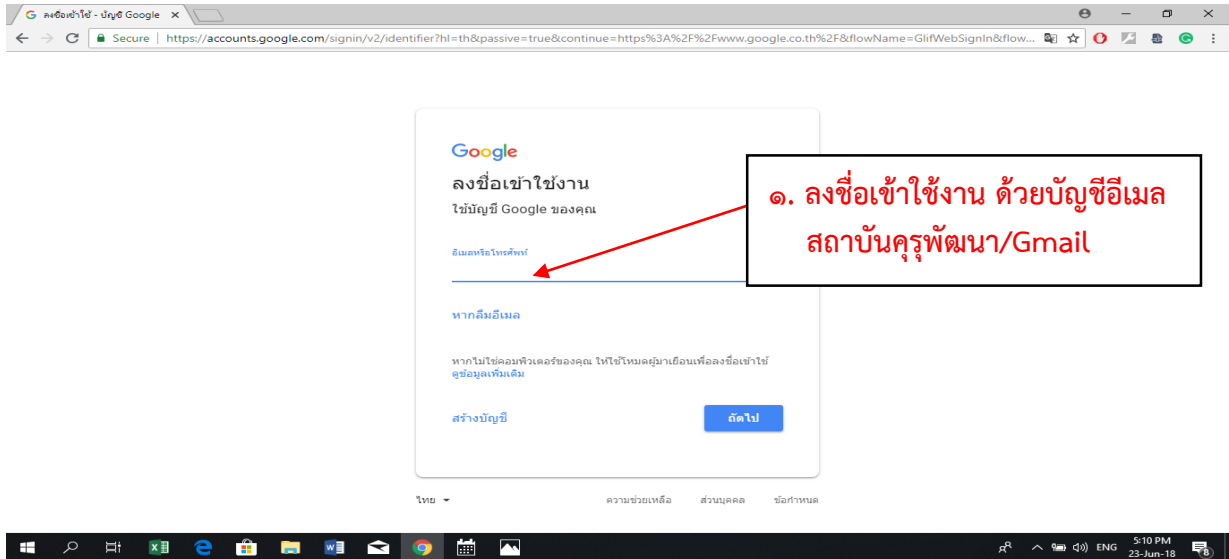 ลงชื่อเข้าใช้ - บัญชี Google
Secure | https://accounts.google.com/signin/v2/identifier?hl=th&passive=true&continue=https%3A%2F%2Fwww.google.co.th%2F&flowName=GlifWebSignIn&flow...
Google
ลงชื่อเข้าใช้งาน
ใช้บัญชี Google ของคุณ
๑. ลงชื่อเข้าใช้งาน ด้วยบัญชีอีเมล
สถาบันคุรุพัฒนา/Gmail
อีเมลหรือโทรศัพท์
หากลืมอีเมล
หากไม่ใช่คอมพิวเตอร์ของคุณ ให้ใช้โหมดผู้มาเยือนเพื่อลงชื่อเข้าใช้
ดูข้อมูลเพิ่มเติม
สร้างบัญชี
ถัดไป
ไทย ความช่วยเหลือ ส่วนบุคคล ข้อกำหนด
ENG 5:10 PM
23-Jun-18